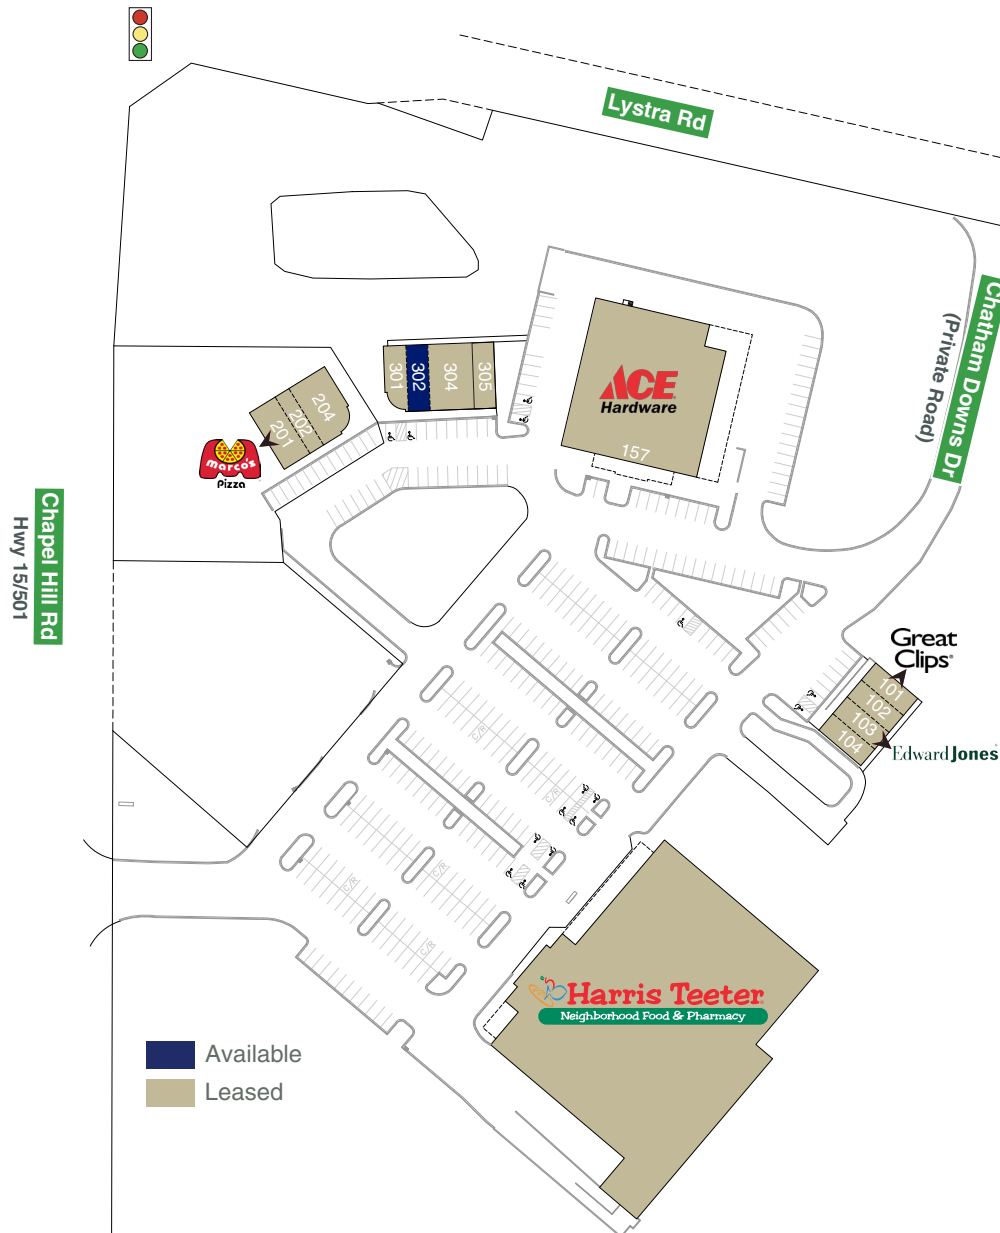 Lystra Rd
Chatham Downs Dr
(Private Road)
301
302
304
305
204
202
201
marco's
Pizza
ACE
Hardware
157
Chapel Hill Rd
Hwy 15/501
Great
Clips®
101
102
103
104
Edward Jones
C/R
C/R
C/R
C/R
C/R
Harris Teeter
Neighborhood Food & Pharmacy
Available
Leased